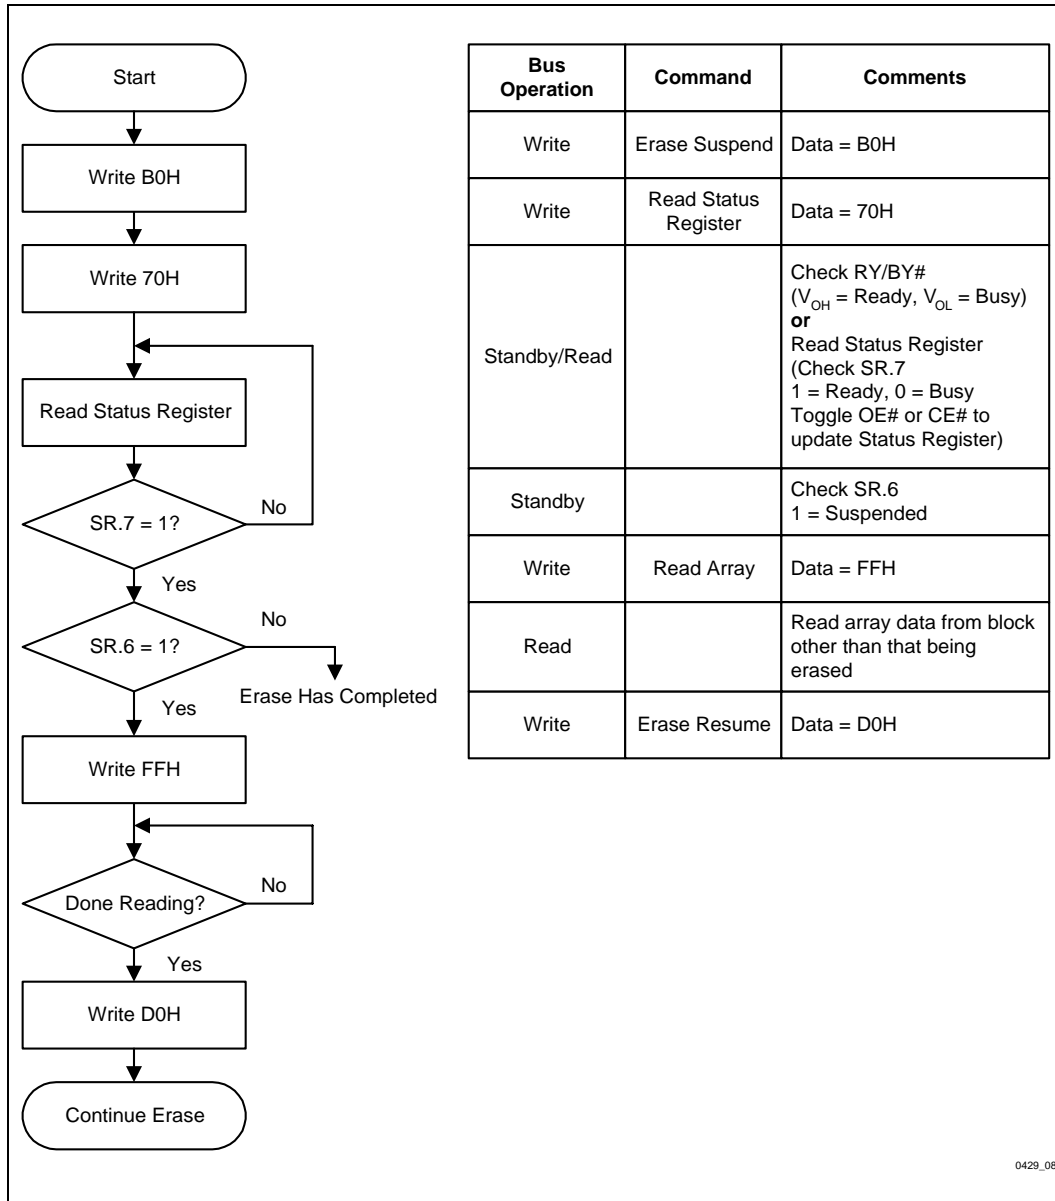 Start
Write B0H
Write 70H
Read Status Register
SR.7 = 1?
No
Yes
SR.6 = 1?
No
Erase Has Completed
Yes
Write FFH
Done Reading?
No
Yes
Write D0H
Continue Erase
Bus
Operation
Command
Comments
Write
Erase Suspend
Data = B0H
Write
Read Status
Register
Data = 70H
Standby/Read
Check RY/BY#
(VOH = Ready, VOL = Busy)
or
Read Status Register
(Check SR.7
1 = Ready, 0 = Busy
Toggle OE# or CE# to
update Status Register)
Standby
Check SR.6
1 = Suspended
Write
Read Array
Data = FFH
Read
Read array data from block
other than that being
erased
Write
Erase Resume
Data = D0H
0429_08